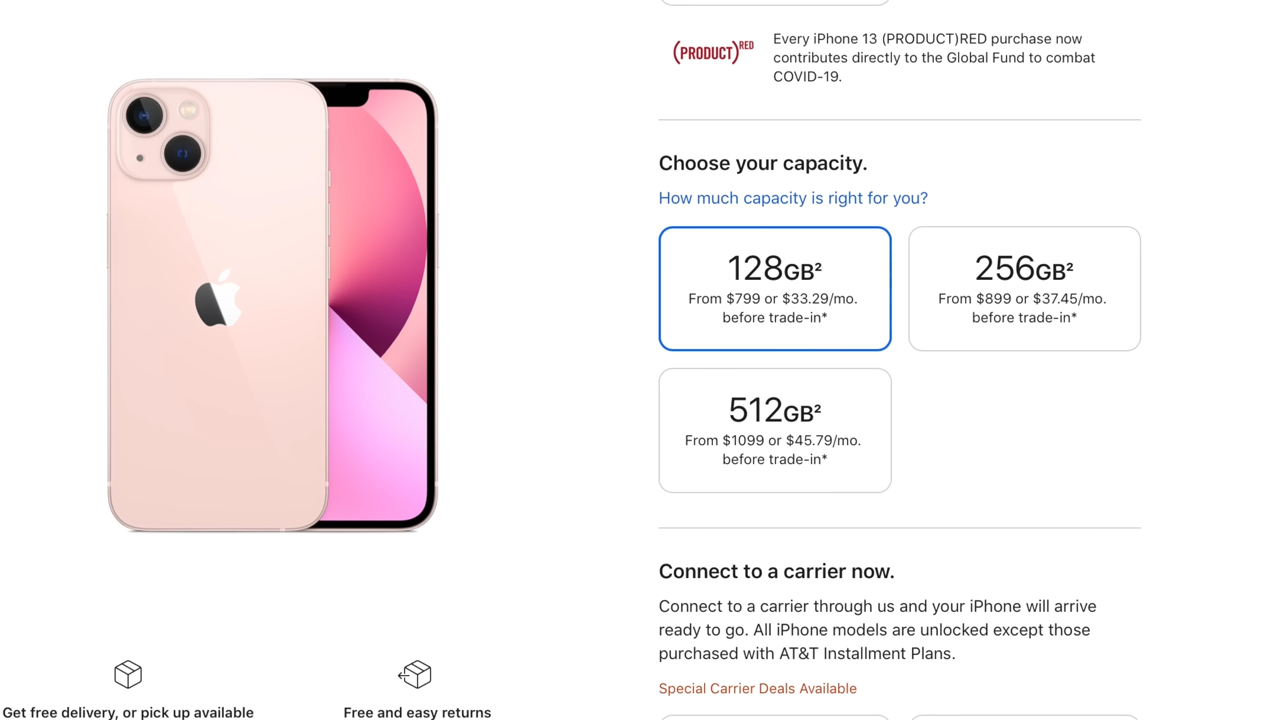 (PRODUCT)RED
Every iPhone 13 (PRODUCT)RED purchase now
contributes directly to the Global Fund to combat
COVID-19.
Choose your capacity.
How much capacity is right for you?
128GB²
From $799 or $33.29/mo.
before trade-in*
256GB²
From $899 or $37.45/mo.
before trade-in*
512GB²
From $1099 or $45.79/mo.
before trade-in*
Connect to a carrier now.
Connect to a carrier through us and your iPhone will arrive
ready to go. All iPhone models are unlocked except those
purchased with AT&T Installment Plans.
Special Carrier Deals Available
Get free delivery, or pick up available
Free and easy returns